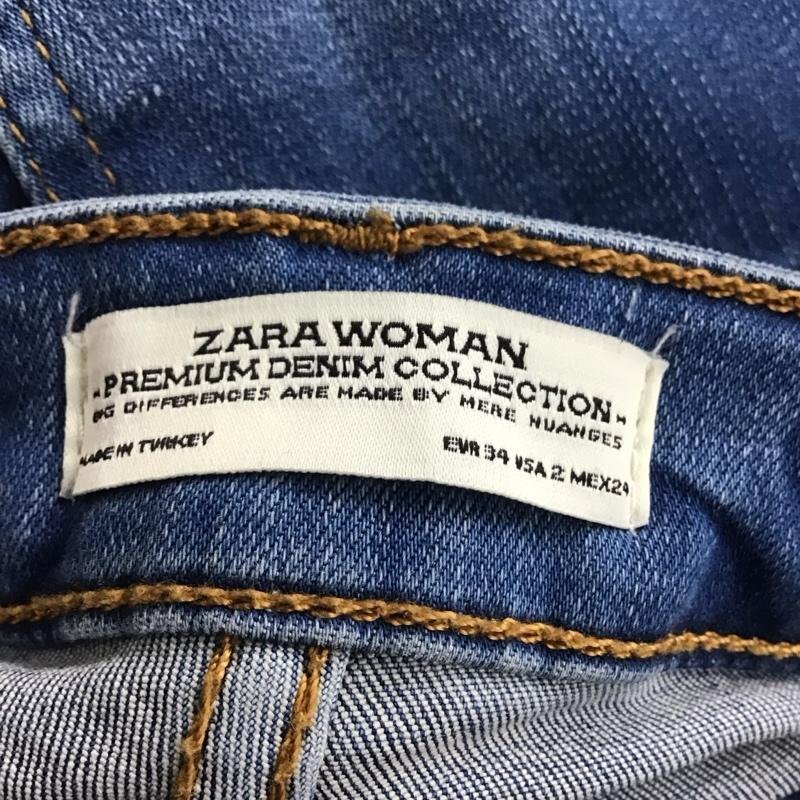 ZARA WOMAN
-PREMIUM DENIM COLLECTION-
BIG DIFFERENCES ARE MADE BY MERE NUANCES
MADE IN TURKEY
EUR 34 USA 2 MEX24